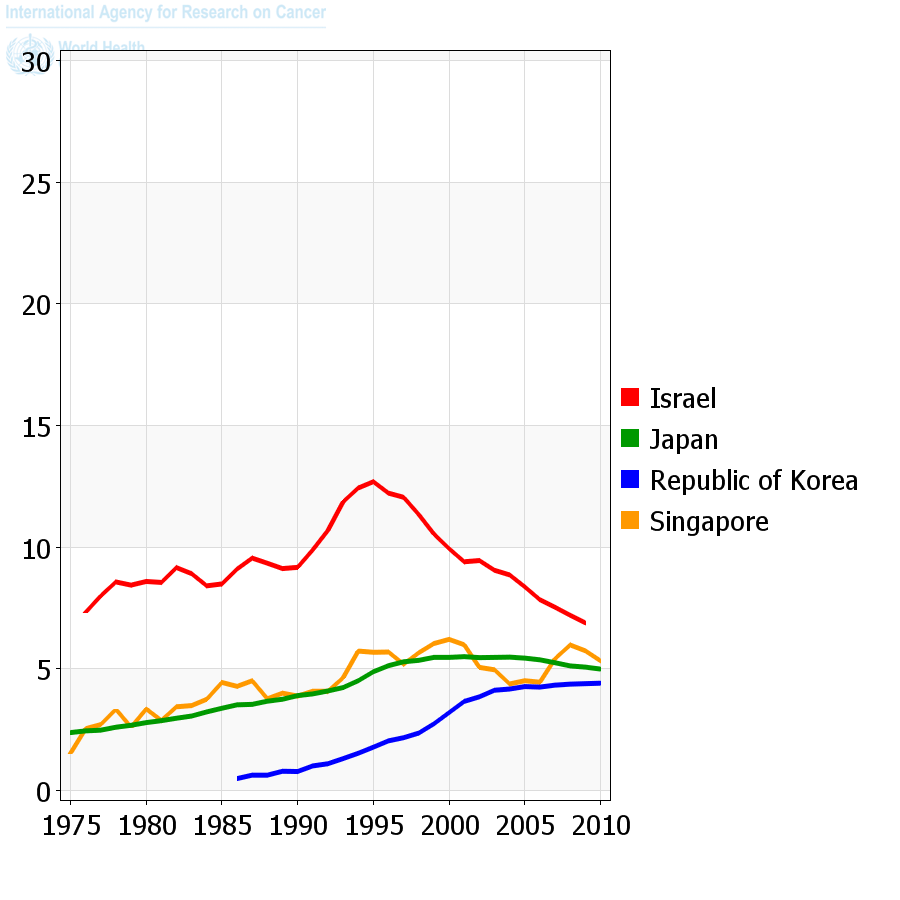 International Agency for Research on Cancer
World Health
30
25
20
15
10
5
0
1975 1980 1985 1990 1995 2000 2005 2010
Israel
Japan
Republic of Korea
Singapore